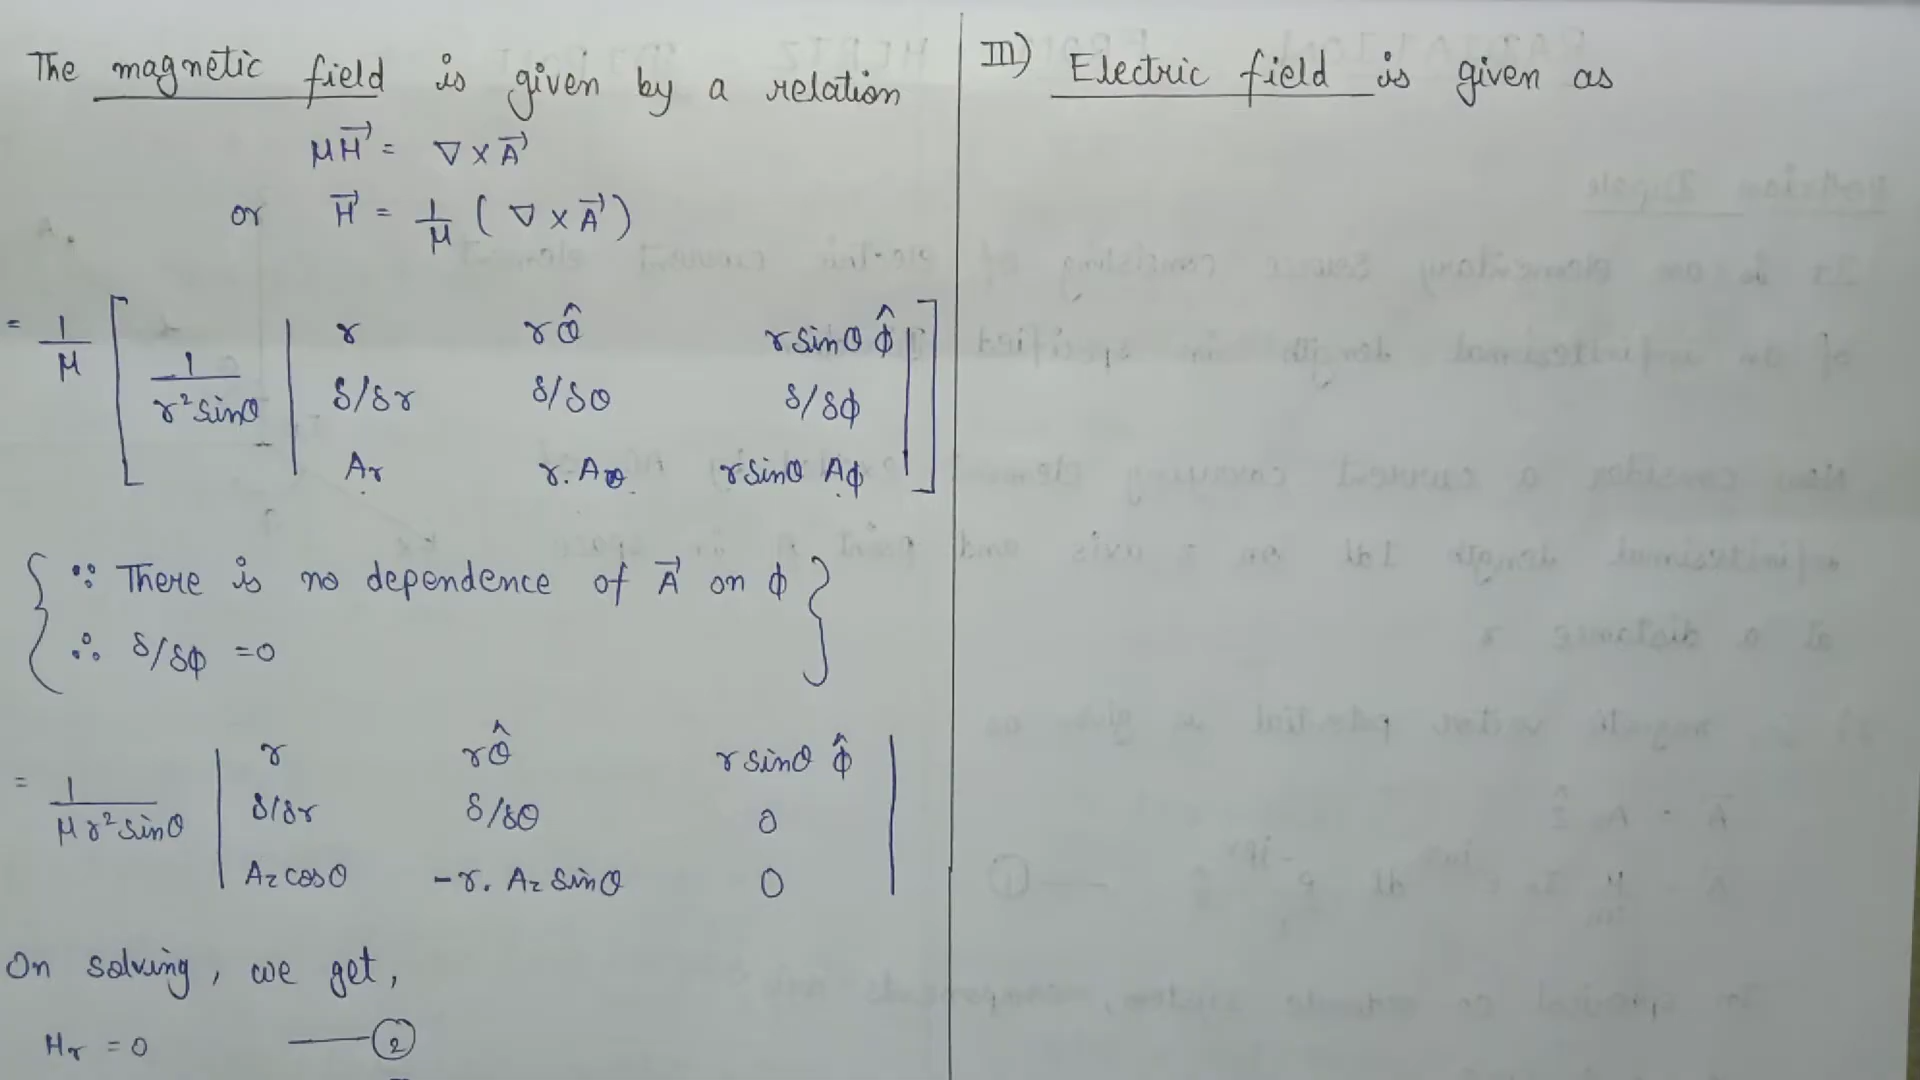 The magnetic field is given by a relation
μH⃗ = ∇ × A⃗
or H⃗ = 1/μ ( ∇ × A⃗ )
= 1/μ [ 1/r² sinθ | r rθ̂ r sinθ φ̂ | ]
δ/δr δ/δθ δ/δφ
Ar r. Aθ r sinθ Aφ
{ ∵ There is no dependence of A⃗ on φ }
∴ δ/δφ = 0
= 1/μ r² sinθ | r rθ̂ r sinθ φ̂ |
δ/δr δ/δθ 0
Az cosθ -r. Az sinθ 0
On solving, we get,
Hr = 0 —— ②
III) Electric field is given as